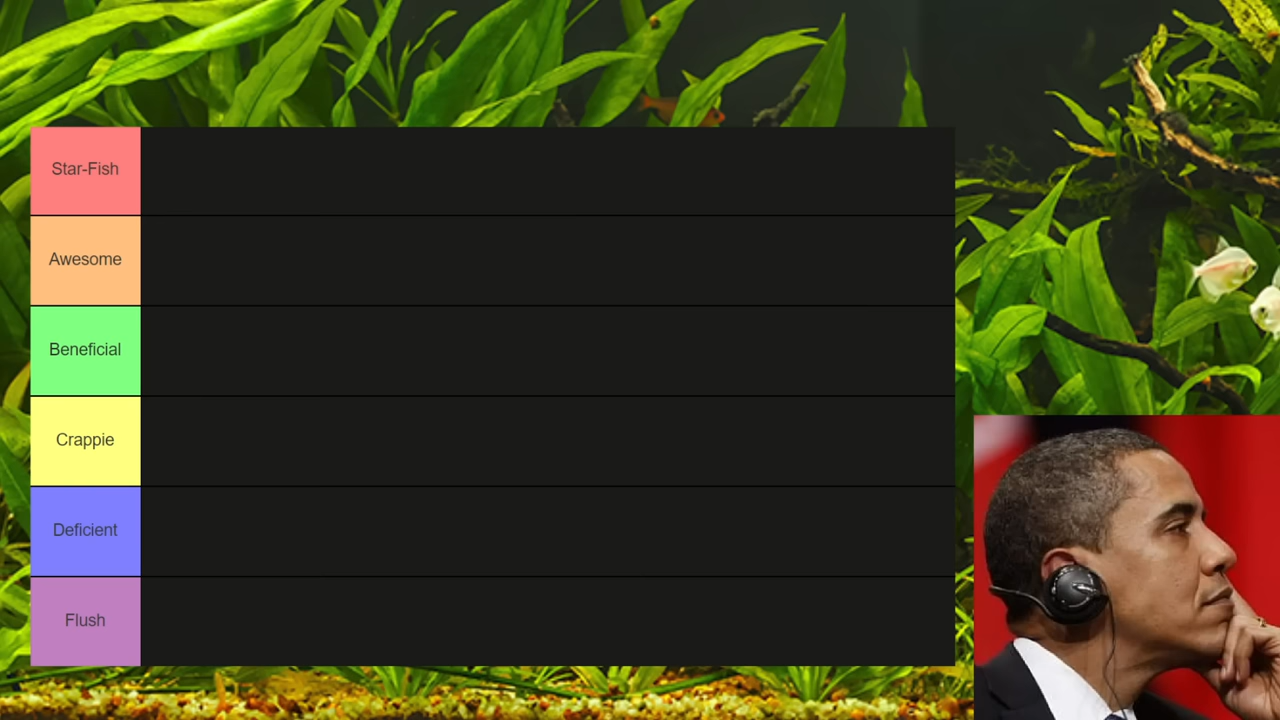 Star-Fish
Awesome
Beneficial
Crappie
Deficient
Flush